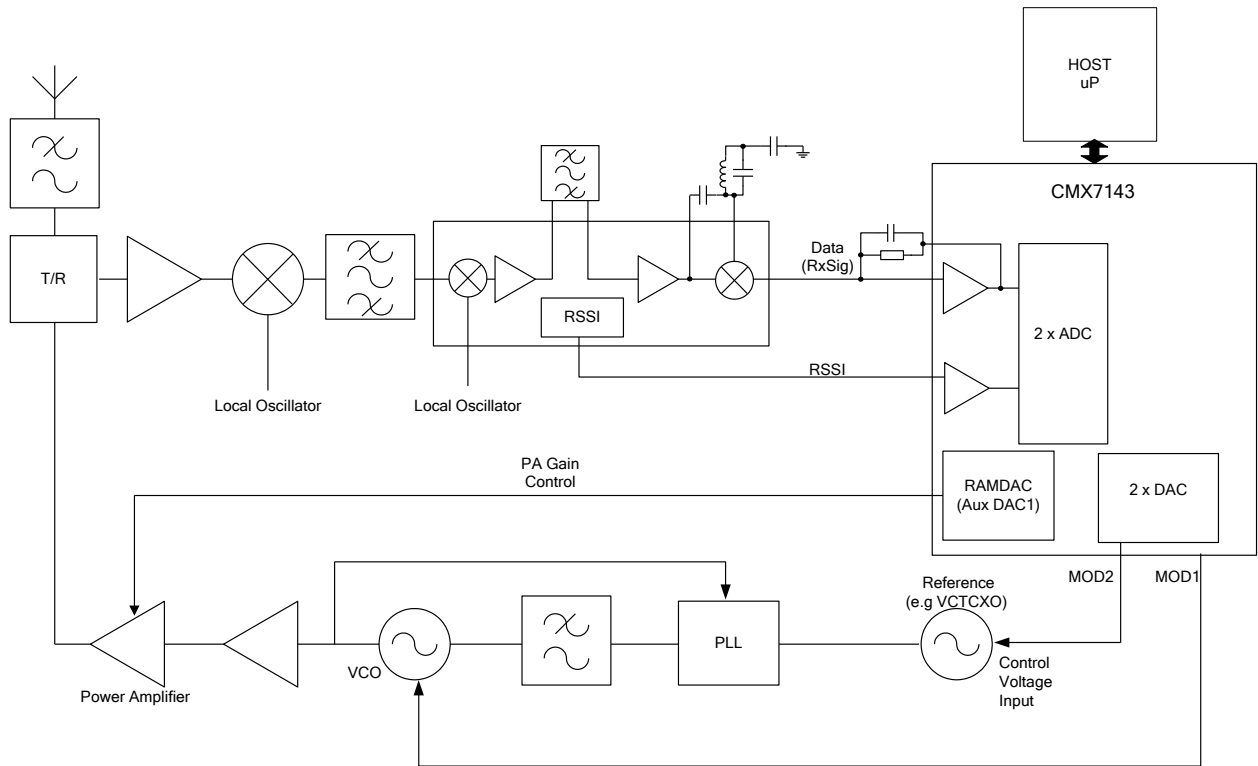 HOST
uP
CMX7143
T/R
Data
(RxSig)
RSSI
2 x ADC
RSSI
Local Oscillator
Local Oscillator
PA Gain
Control
RAMDAC
(Aux DAC1)
2 x DAC
MOD2
MOD1
Reference
(e.g VCTCXO)
PLL
VCO
Control
Voltage
Input
Power Amplifier